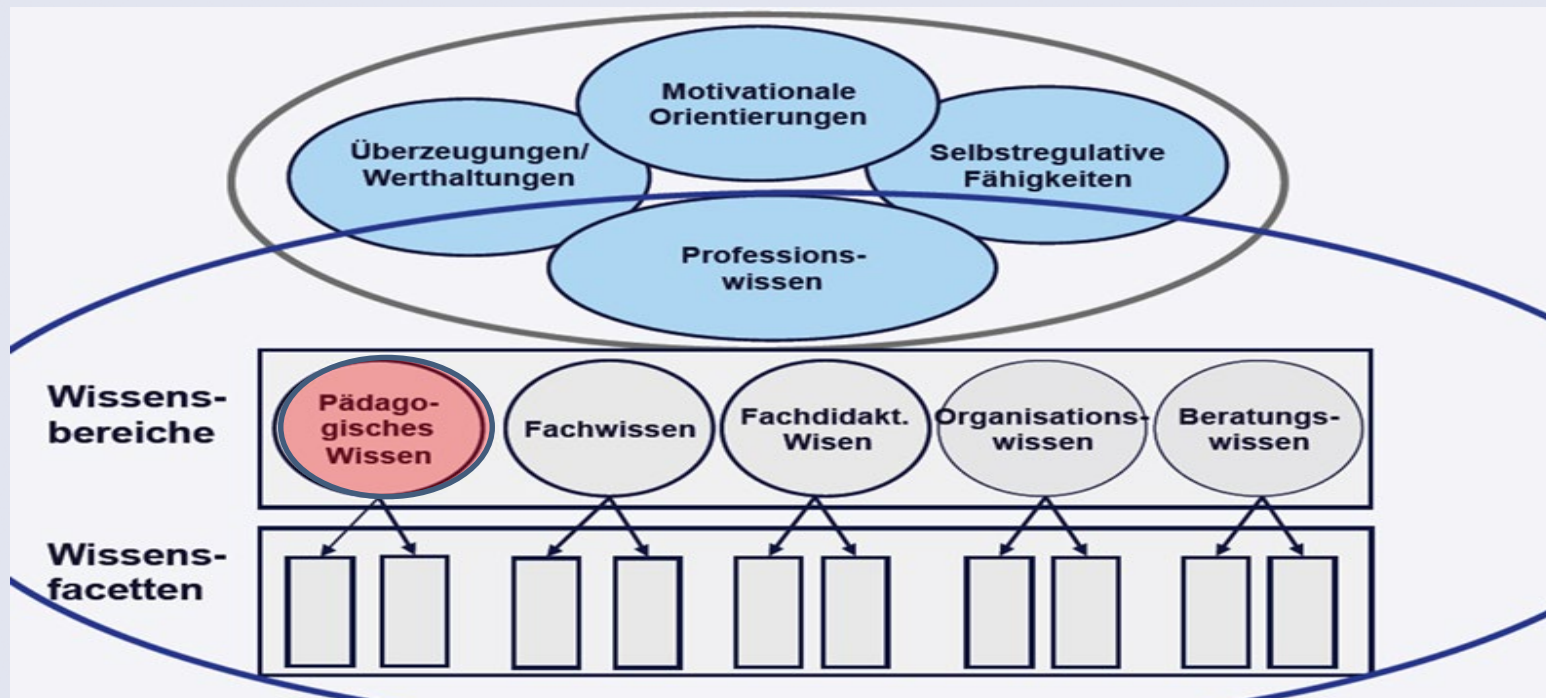 Motivationale
Orientierungen
Überzeugungen/
Werthaltungen
Selbstregulative
Fähigkeiten
Professions-
wissen
Wissens-
bereiche
Pädago-
gisches
Wissen
Fachwissen
Fachdidakt.
Wisen
Organisations-
wissen
Beratungs-
wissen
Wissens-
facetten